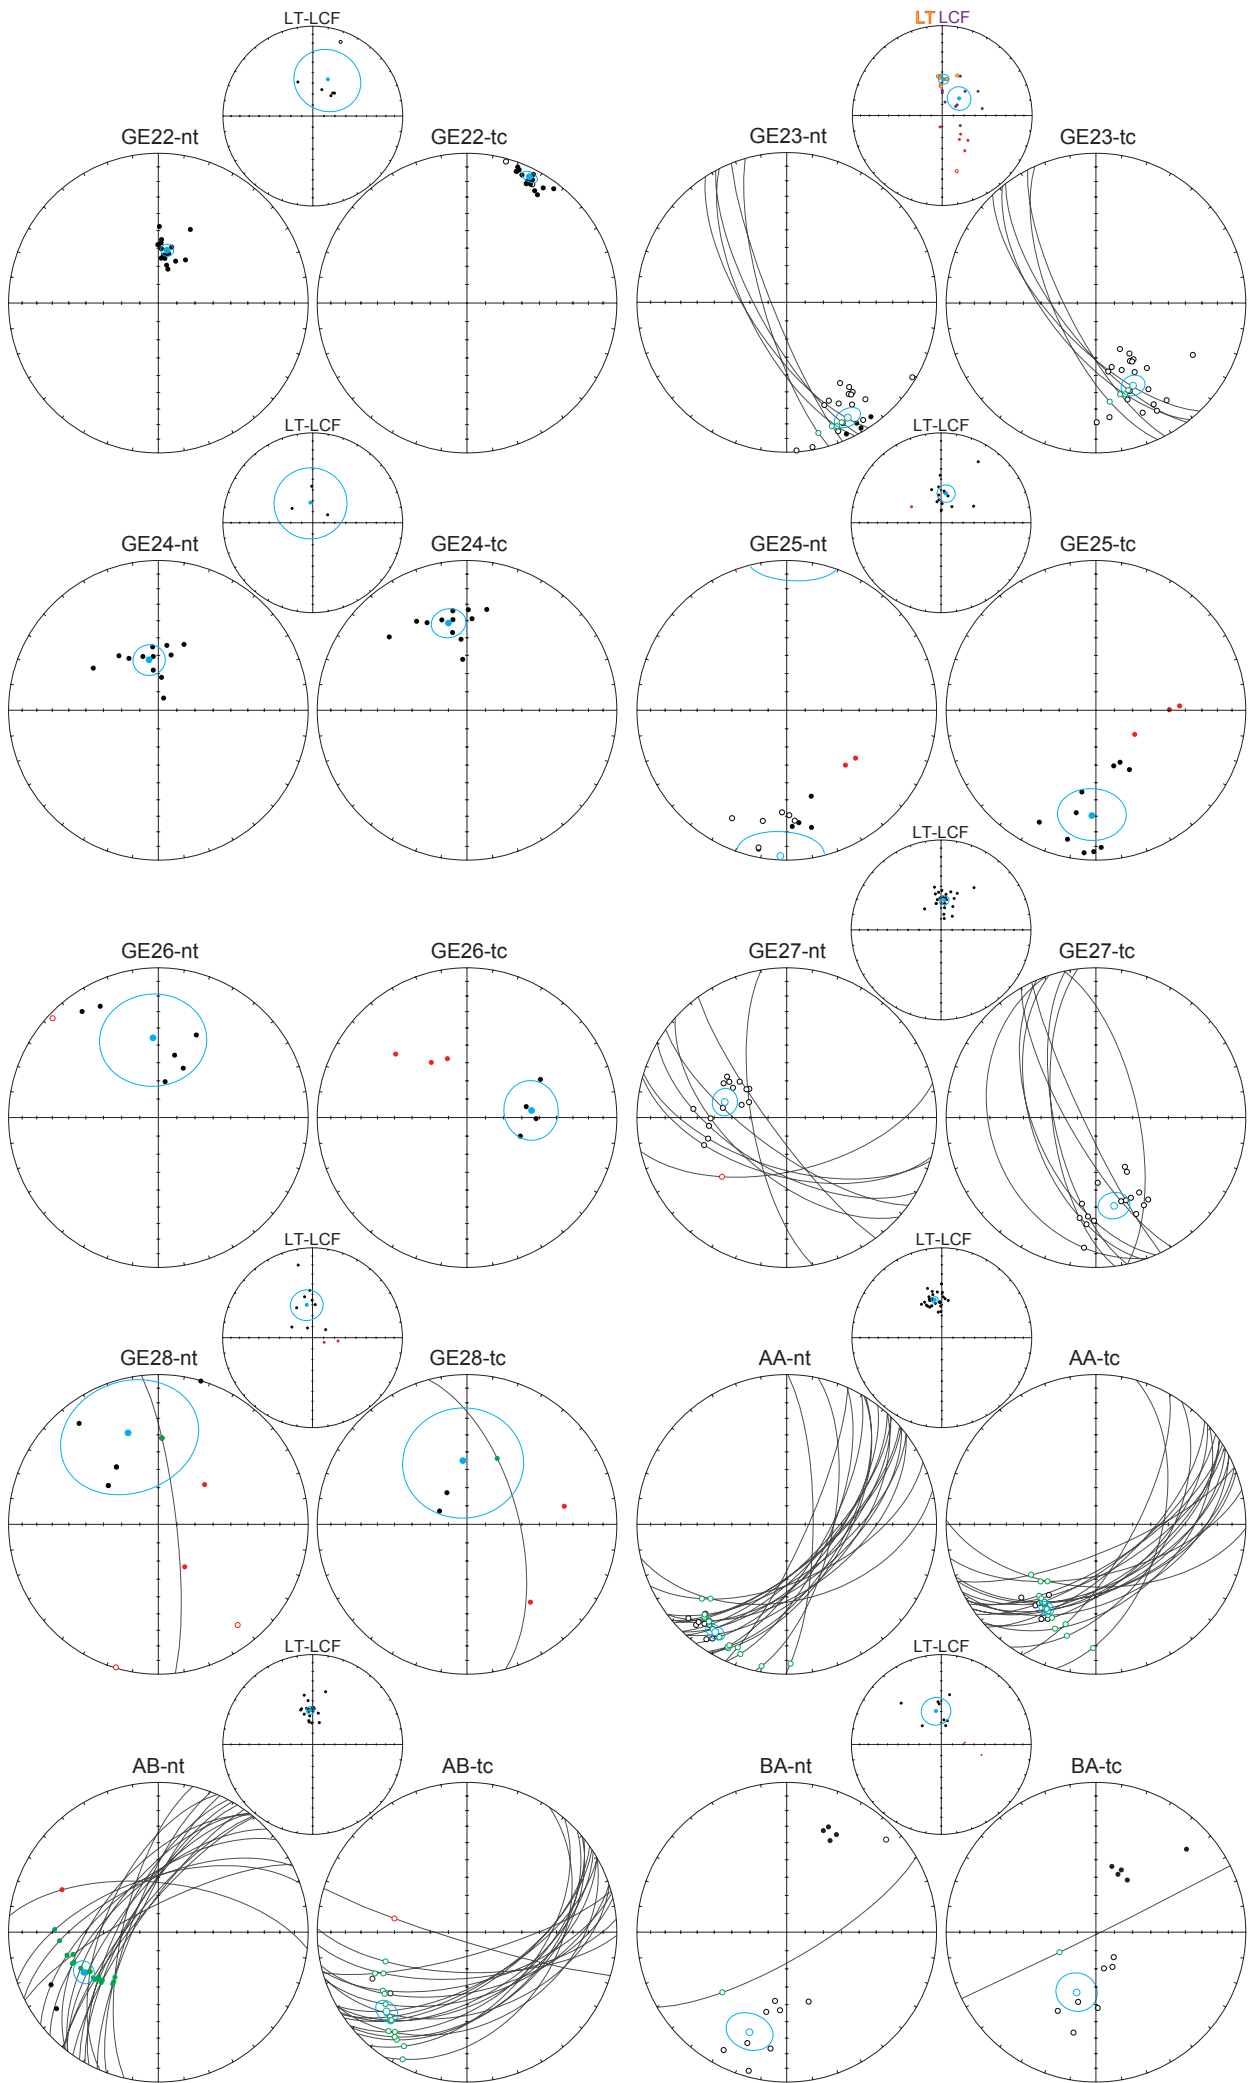 LT-LCF
LT LCF
GE22-nt
GE22-tc
GE23-nt
GE23-tc
LT-LCF
LT-LCF
GE24-nt
GE24-tc
GE25-nt
GE25-tc
LT-LCF
GE26-nt
GE26-tc
GE27-nt
GE27-tc
LT-LCF
LT-LCF
GE28-nt
GE28-tc
AA-nt
AA-tc
LT-LCF
LT-LCF
AB-nt
AB-tc
BA-nt
BA-tc